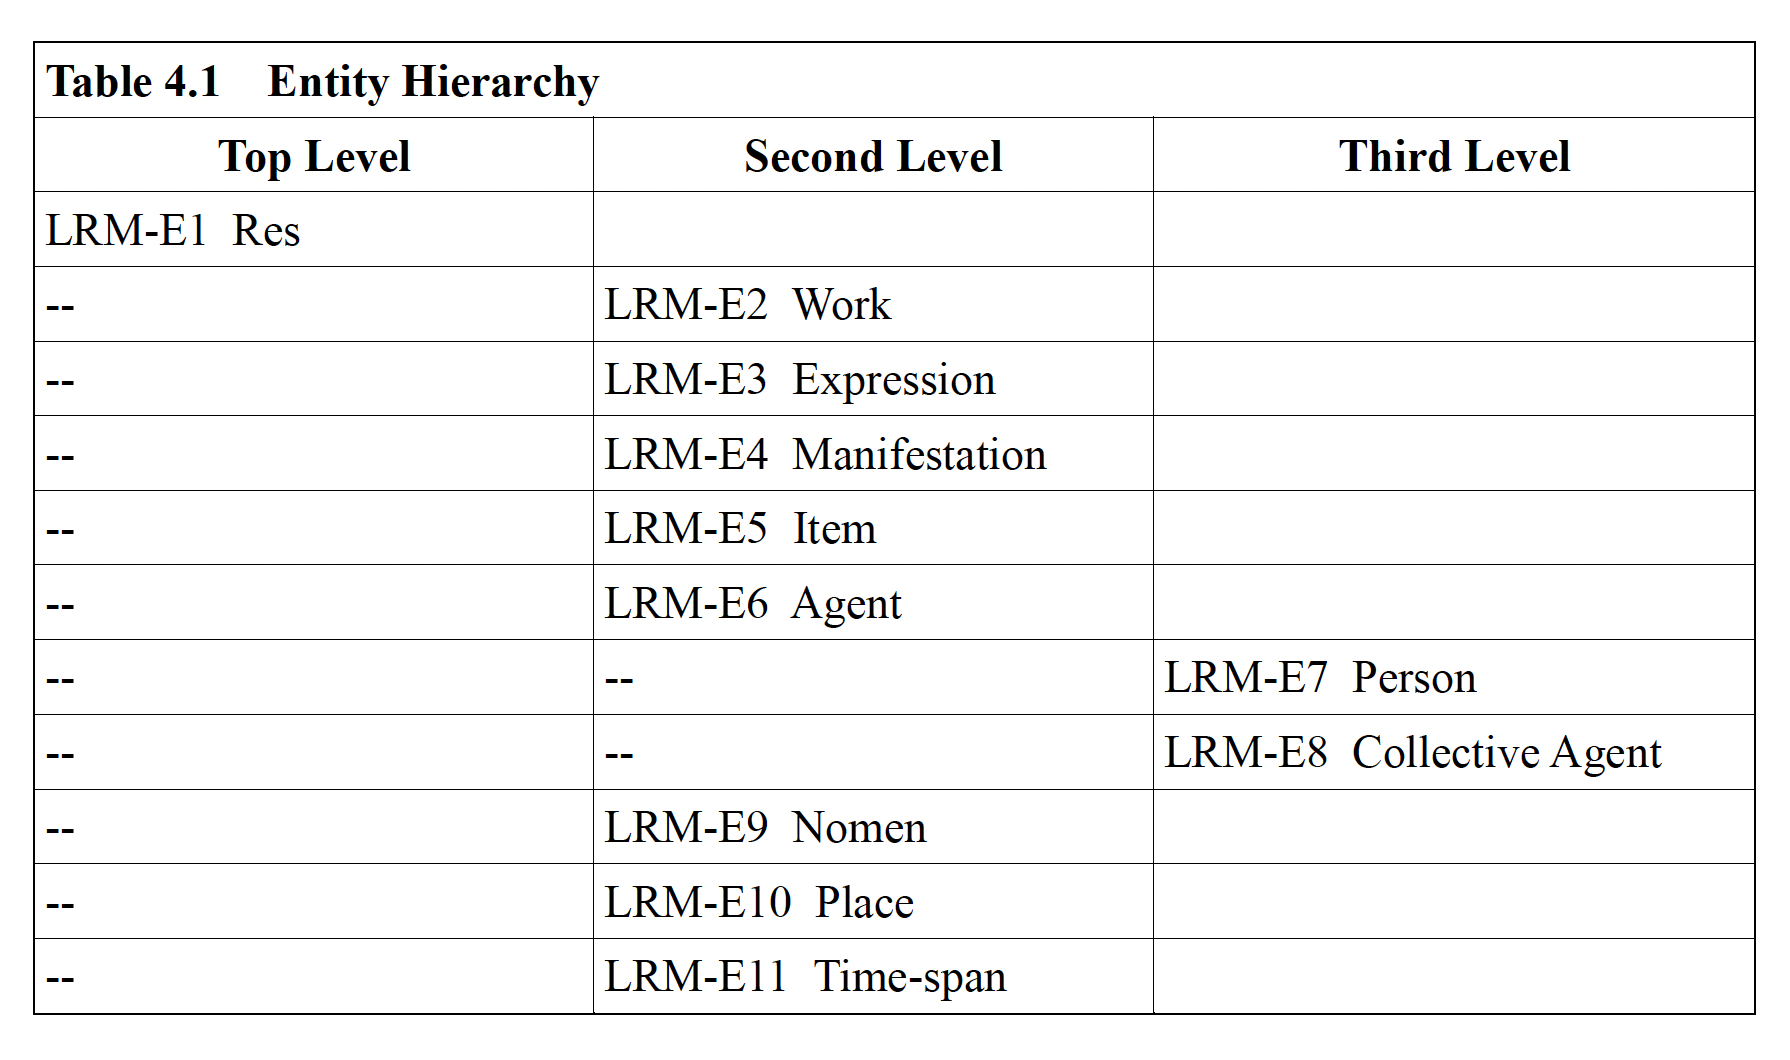 Table 4.1 Entity Hierarchy
Top Level Second Level Third Level
LRM-E1 Res
-- LRM-E2 Work
-- LRM-E3 Expression
-- LRM-E4 Manifestation
-- LRM-E5 Item
-- LRM-E6 Agent
-- -- LRM-E7 Person
-- -- LRM-E8 Collective Agent
-- LRM-E9 Nomen
-- LRM-E10 Place
-- LRM-E11 Time-span